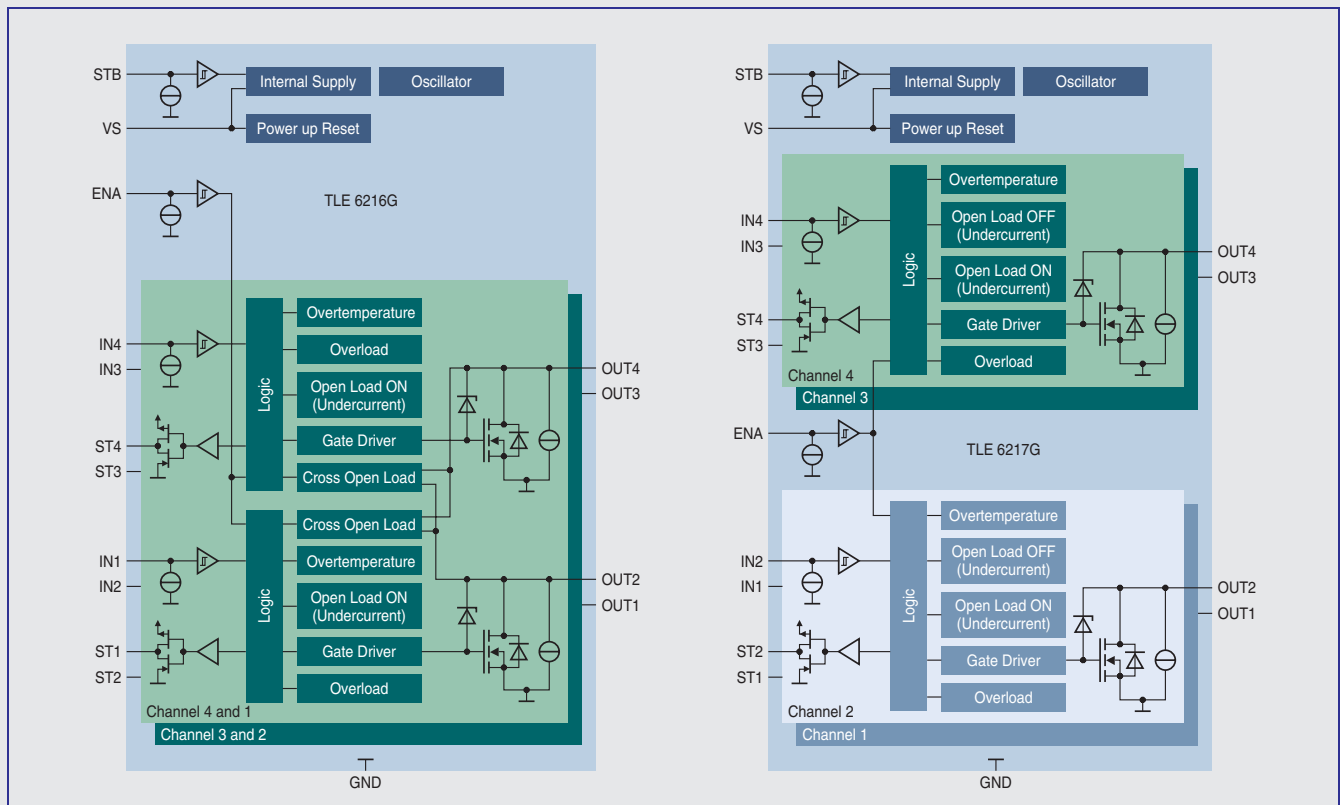 STB
Internal Supply
Oscillator
VS
Power up Reset
ENA
TLE 6216G
IN4
IN3
Logic
Overtemperature
Overload
Open Load ON
(Undercurrent)
Gate Driver
Cross Open Load
ST4
ST3
OUT4
OUT3
IN1
IN2
Logic
Cross Open Load
Overtemperature
Open Load ON
(Undercurrent)
Gate Driver
Overload
ST1
ST2
OUT2
OUT1
Channel 4 and 1
Channel 3 and 2
GND
STB
Internal Supply
Oscillator
VS
Power up Reset
IN4
IN3
Logic
Overtemperature
Open Load OFF
(Undercurrent)
Open Load ON
(Undercurrent)
Gate Driver
Overload
ST4
ST3
OUT4
OUT3
Channel 4
Channel 3
ENA
TLE 6217G
IN2
IN1
Logic
Overtemperature
Open Load OFF
(Undercurrent)
Open Load ON
(Undercurrent)
Gate Driver
Overload
ST2
ST1
OUT2
OUT1
Channel 2
Channel 1
GND